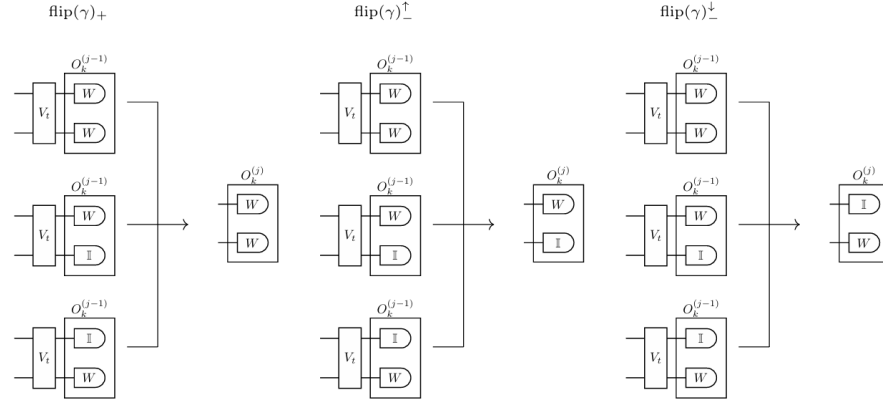 flip(γ)₊ flip(γ)₋^↑ flip(γ)₋^↓
O_k^{(j-1)} O_k^{(j-1)} O_k^{(j-1)}
W W W
V_t V_t V_t
W W W
O_k^{(j)} O_k^{(j)} O_k^{(j)}
O_k^{(j-1)} O_k^{(j-1)} O_k^{(j-1)}
W W 𝕀
W W W
V_t V_t V_t
W 𝕀 W
𝕀 𝕀 𝕀
O_k^{(j-1)} O_k^{(j-1)} O_k^{(j-1)}
𝕀 𝕀 𝕀
V_t V_t V_t
W W W